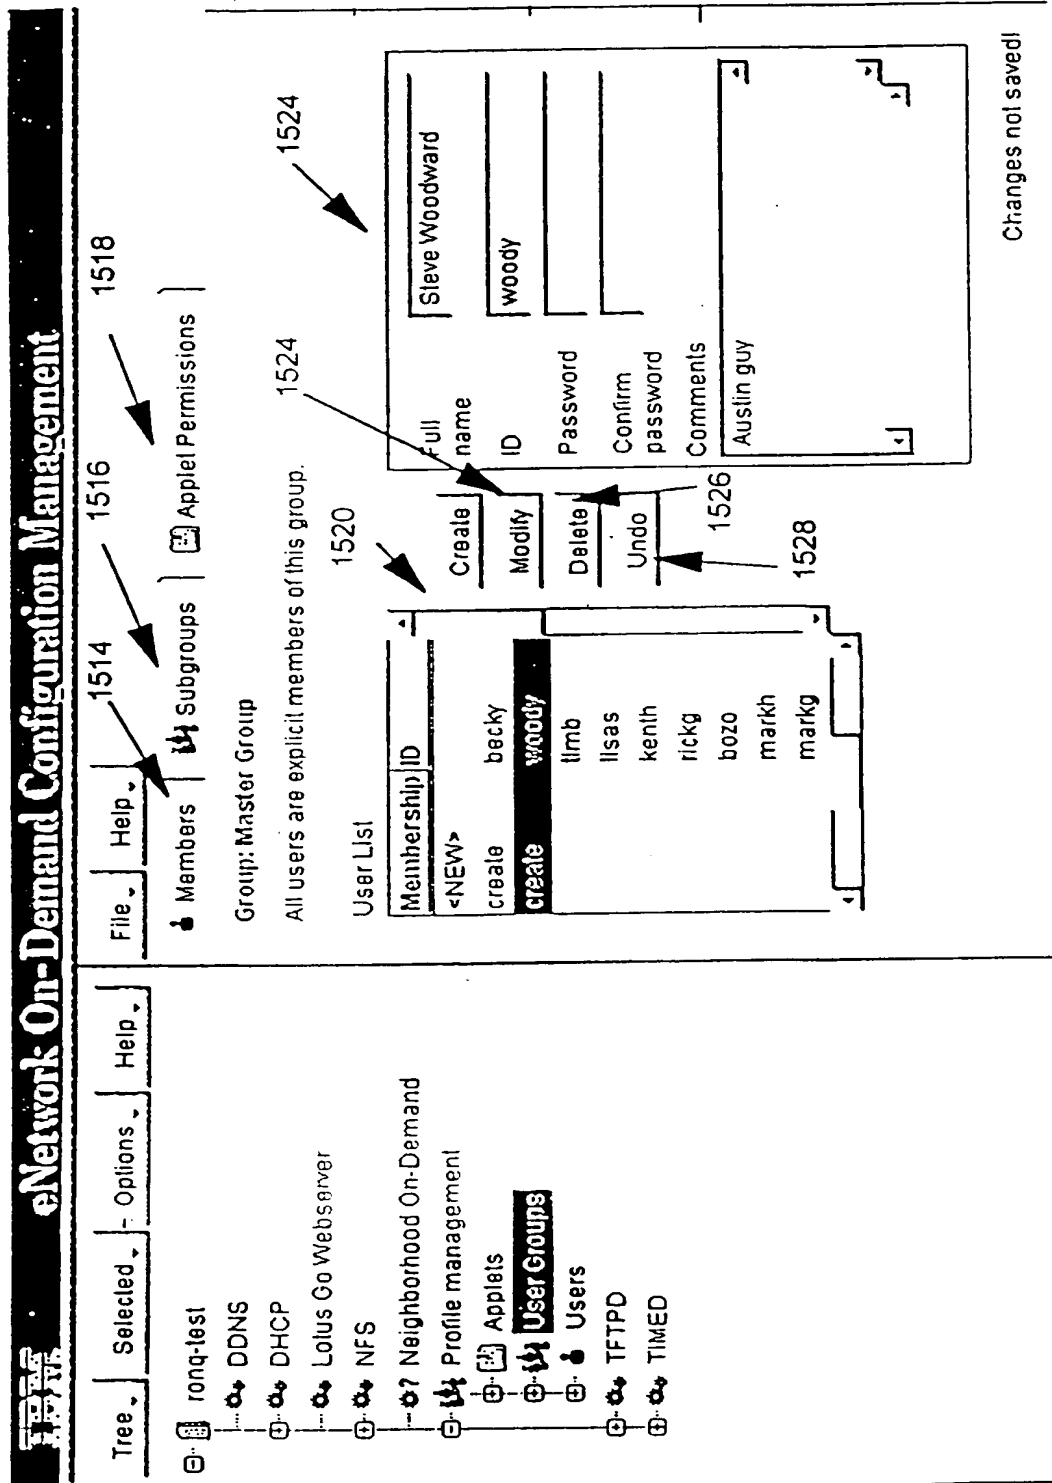 IBM eNetwork On-Demand Configuration Management
Tree Selected Options Help
ronq-test
DDNS
DHCP
Lotus Go Webserver
NFS
? Neighborhood On-Demand
Profile management
Applets
User Groups
Users
TFTPD
TIMED
File Help
1514
1516
1518
Members Subgroups Applet Permissions
Group: Master Group
All users are explicit members of this group.
1520
1524
1524
User List
Membership ID
<NEW>
create becky
create woody
timb
lisas
kenth
rickg
bozo
markh
markg
Create
Modify
Delete
Undo
1526
1528
Full name Steve Woodward
ID woody
Password
Confirm password
Comments
Austin guy
Changes not saved!